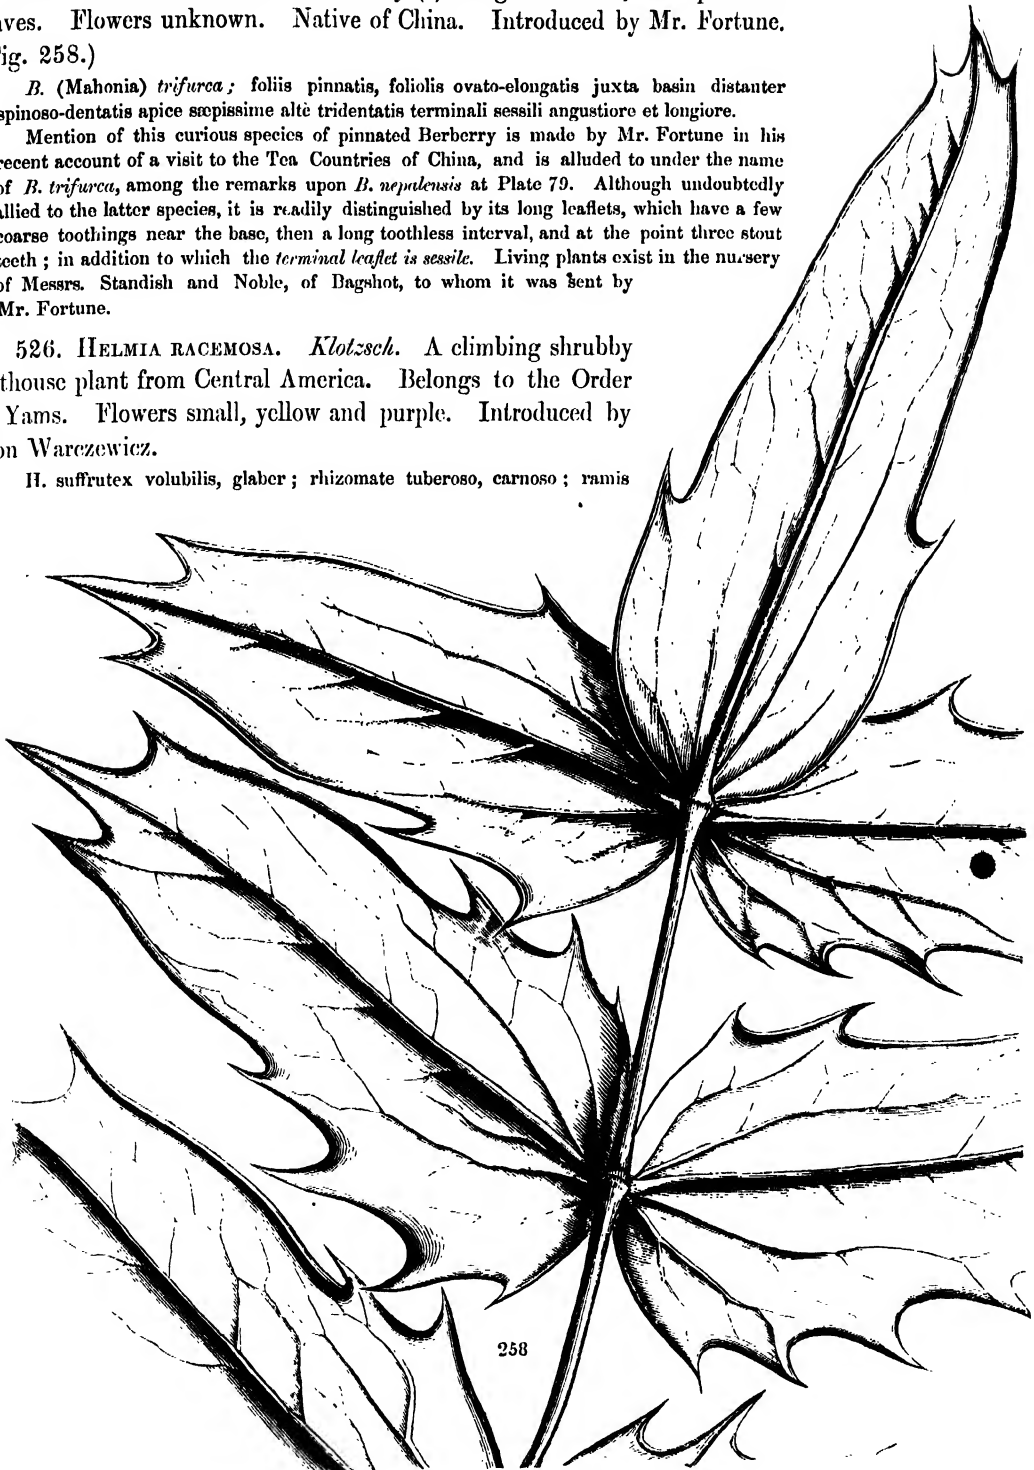 ves. Flowers unknown. Native of China. Introduced by Mr. Fortune.
ig. 258.)
B. (Mahonia) trifurca; foliis pinnatis, foliolis ovato-elongatis juxta basin distanter
spinoso-dentatis apice sæpissime altè tridentatis terminali sessili angustiore et longiore.
Mention of this curious species of pinnated Berberry is made by Mr. Fortune in his
recent account of a visit to the Tea Countries of China, and is alluded to under the name
of B. trifurca, among the remarks upon B. nepalensis at Plate 79. Although undoubtedly
allied to the latter species, it is readily distinguished by its long leaflets, which have a few
coarse toothings near the base, then a long toothless interval, and at the point three stout
teeth; in addition to which the terminal leaflet is sessile. Living plants exist in the nursery
of Messrs. Standish and Noble, of Bagshot, to whom it was sent by
Mr. Fortune.
526. HELMIA RACEMOSA. Klotzsch. A climbing shrubby
thouse plant from Central America. Belongs to the Order
Yams. Flowers small, yellow and purple. Introduced by
on Warczewicz.
H. suffrutex volubilis, glaber; rhizomate tuberoso, carnoso; ramis
258